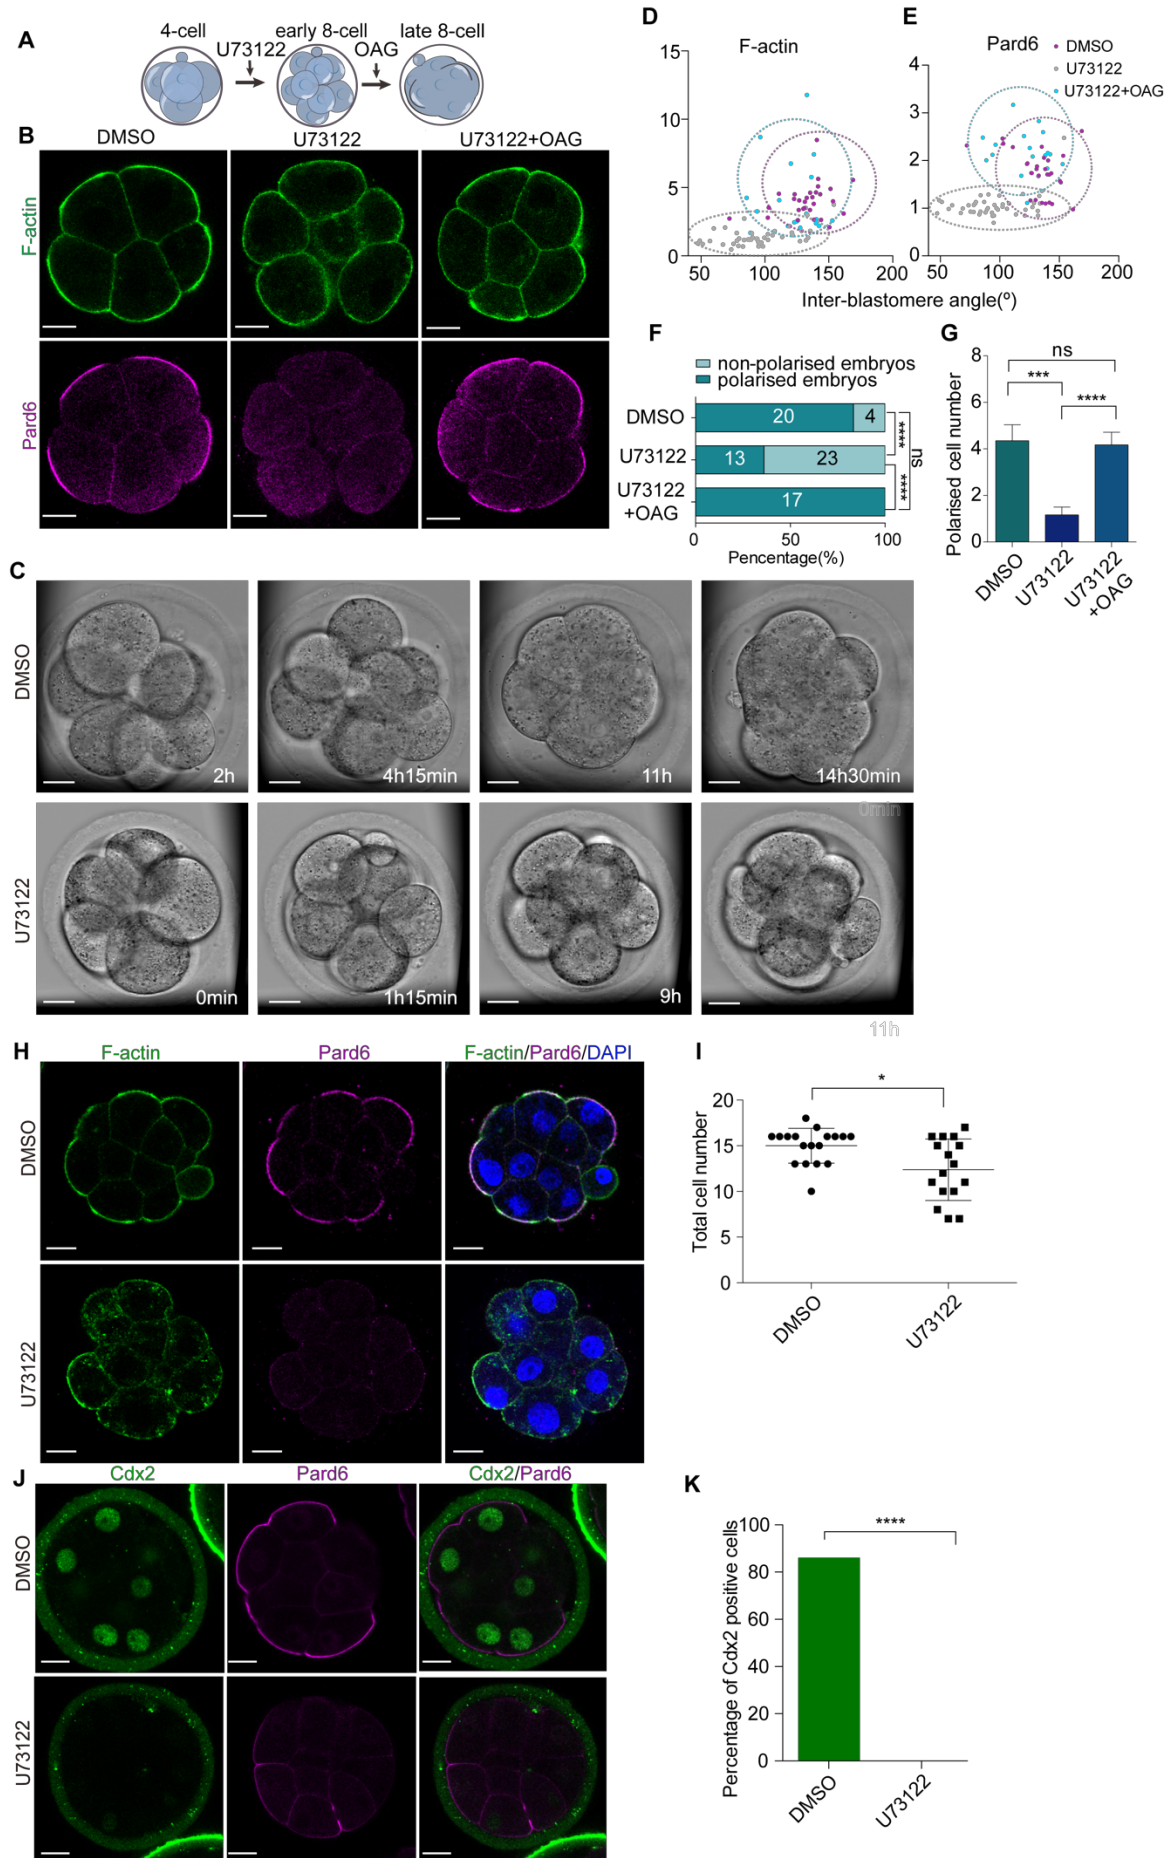 A
4-cell
early 8-cell
late 8-cell
U73122
OAG
B
DMSO
U73122
U73122+OAG
F-actin
Pard6
D
F-actin
15
10
5
0
50
100
150
200
E
Pard6
DMSO
U73122
U73122+OAG
4
3
2
1
0
50
100
150
200
Inter-blastomere angle(º)
F
non-polarised embryos
polarised embryos
DMSO
20
4
U73122
13
23
U73122
+OAG
17
****
****
ns
0
50
100
Pencentage(%)
G
Polarised cell number
8
6
4
2
0
ns
***
****
DMSO
U73122
U73122
+OAG
C
DMSO
2h
4h15min
11h
14h30min
0min
U73122
0min
1h15min
9h
11h
H
F-actin
Pard6
F-actin/Pard6/DAPI
DMSO
U73122
I
*
Total cell number
20
15
10
5
0
DMSO
U73122
J
Cdx2
Pard6
Cdx2/Pard6
DMSO
U73122
K
****
Percentage of Cdx2 positive cells
100
80
60
40
20
0
DMSO
U73122